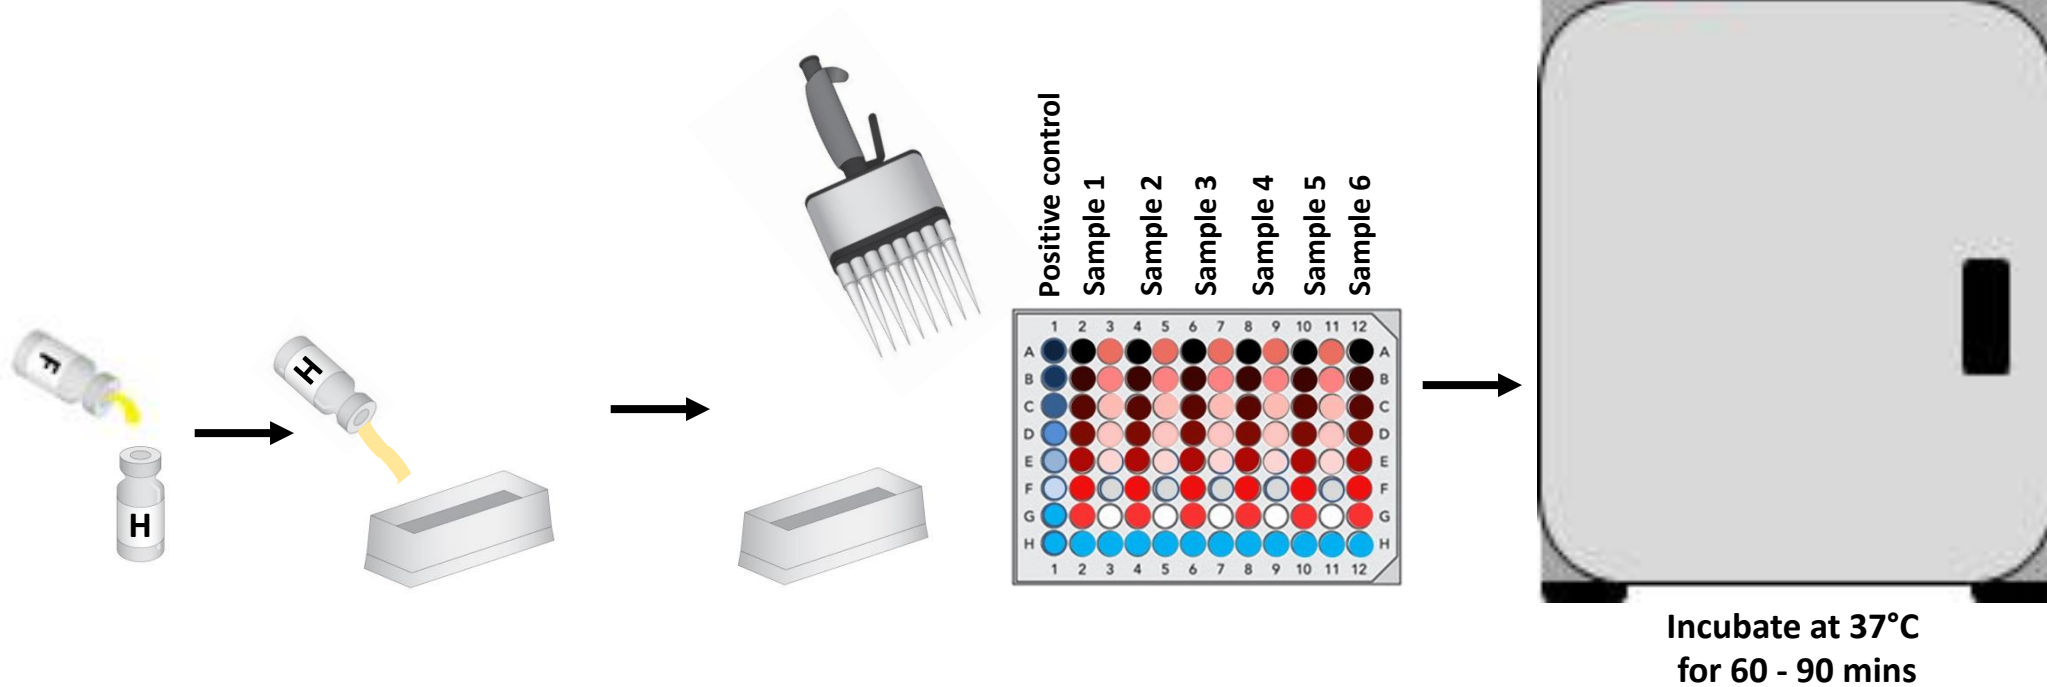 F
H
H
Positive control
Sample 1
Sample 2
Sample 3
Sample 4
Sample 5
Sample 6
1 2 3 4 5 6 7 8 9 10 11 12
A A
B B
C C
D D
E E
F F
G G
H H
1 2 3 4 5 6 7 8 9 10 11 12
Incubate at 37°C
for 60 - 90 mins